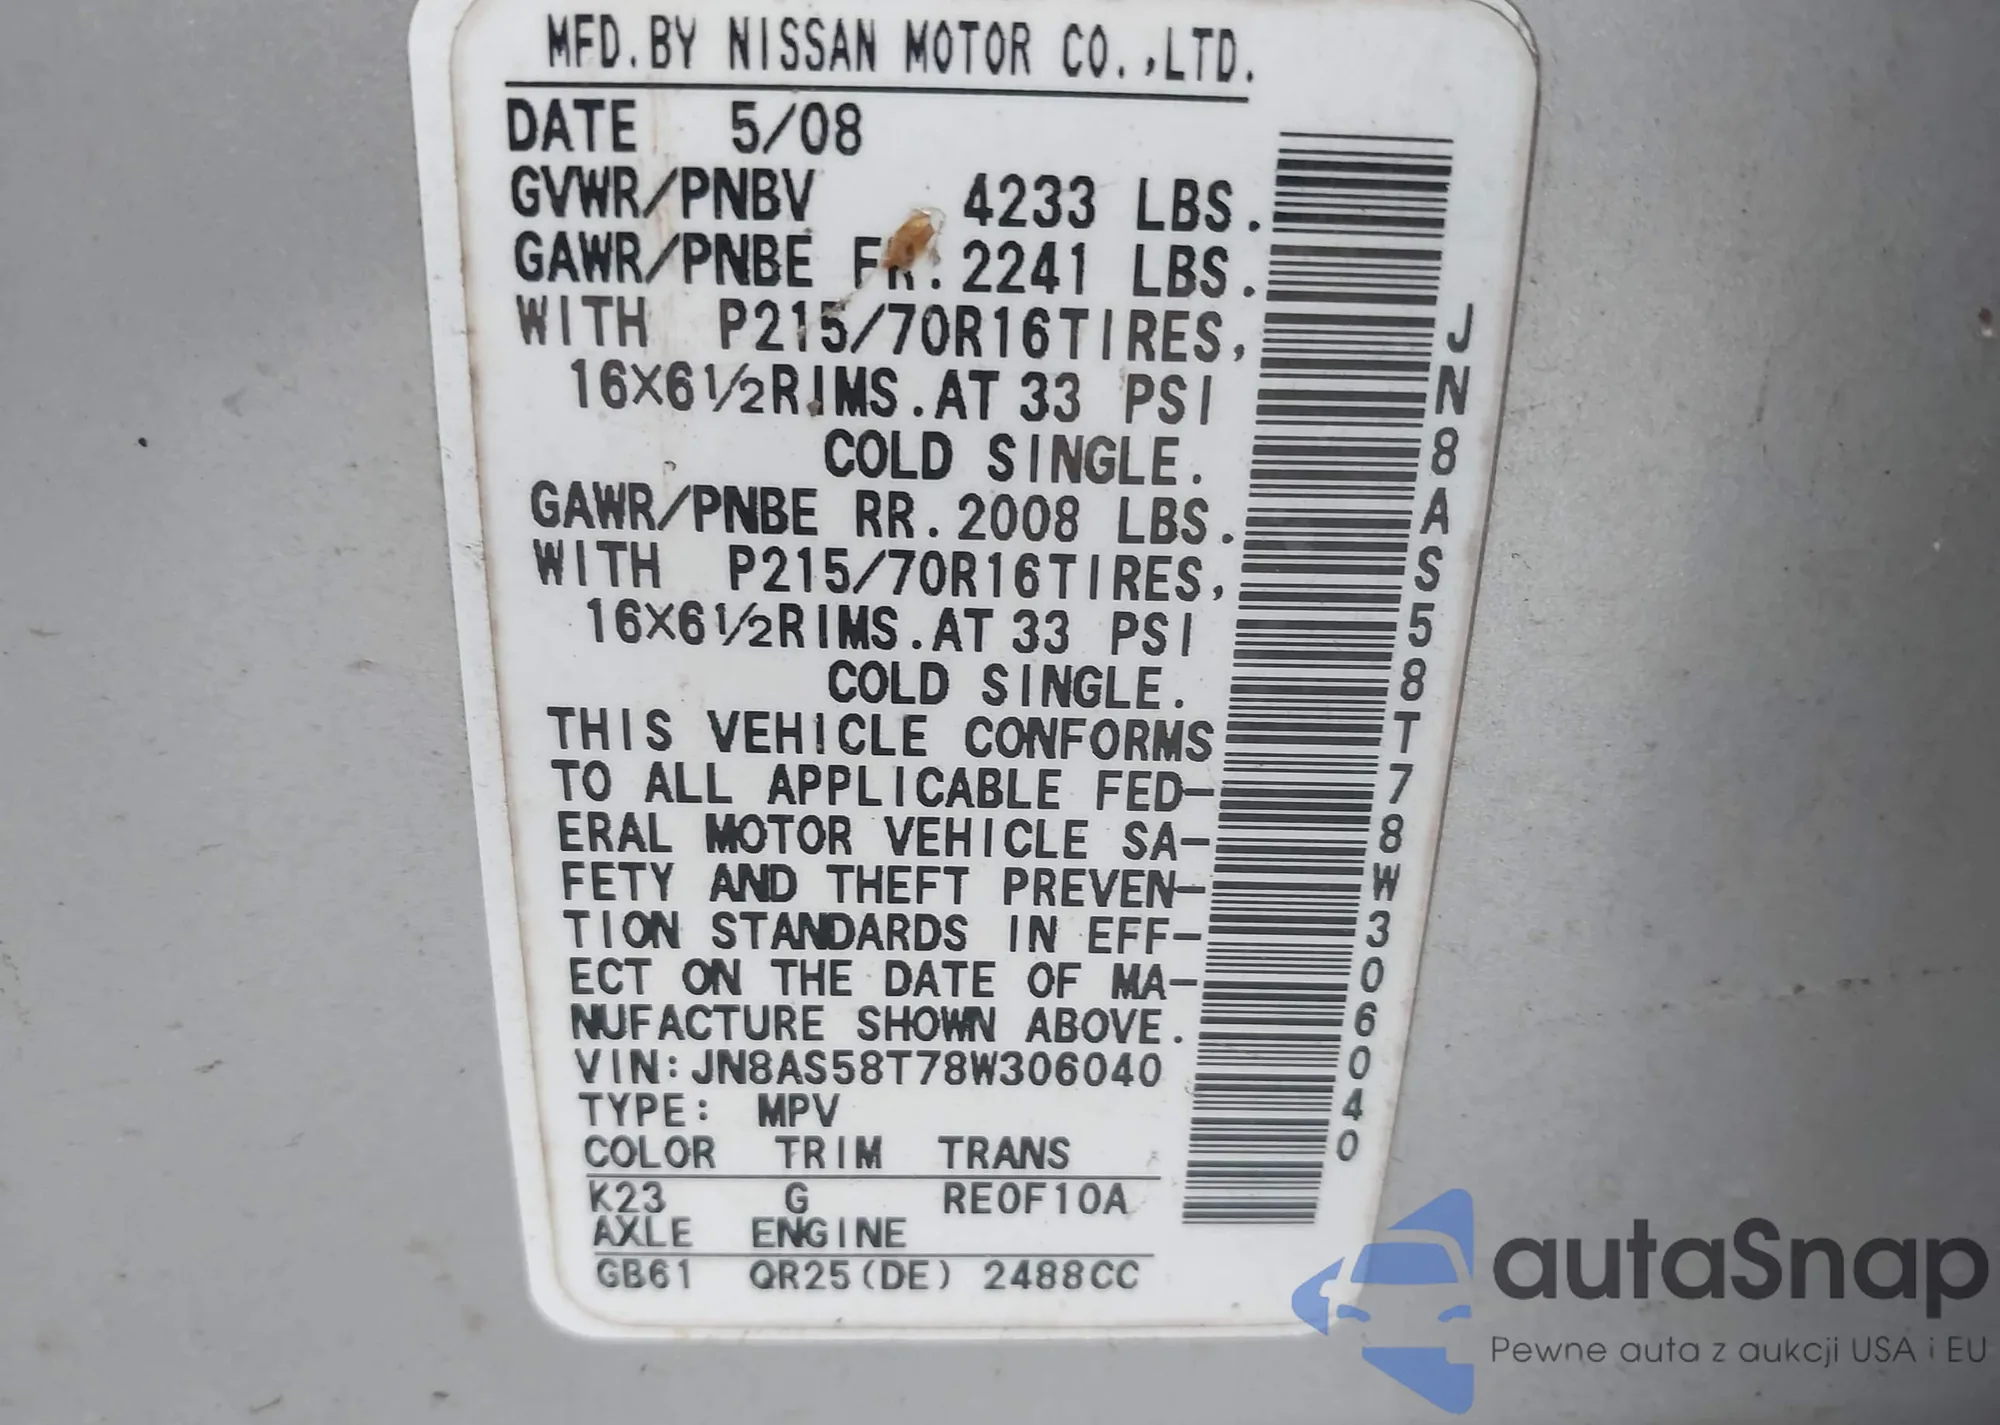 MFD.BY NISSAN MOTOR CO.,LTD.
DATE 5/08
GVWR/PNBV 4233 LBS.
GAWR/PNBE FR.2241 LBS.
WITH P215/70R16TIRES,
16X6½RIMS.AT 33 PSI
COLD SINGLE.
GAWR/PNBE RR.2008 LBS.
WITH P215/70R16TIRES,
16X6½RIMS.AT 33 PSI
COLD SINGLE.
THIS VEHICLE CONFORMS
TO ALL APPLICABLE FED-
ERAL MOTOR VEHICLE SA-
FETY AND THEFT PREVEN-
TION STANDARDS IN EFF-
ECT ON THE DATE OF MA-
NUFACTURE SHOWN ABOVE.
VIN:JN8AS58T78W306040
TYPE: MPV
COLOR TRIM TRANS
K23 G RE0F10A
AXLE ENGINE
GB61 QR25(DE) 2488CC
JN8AS58T78W306040
autaSnap
Pewne auta z aukcji USA i EU